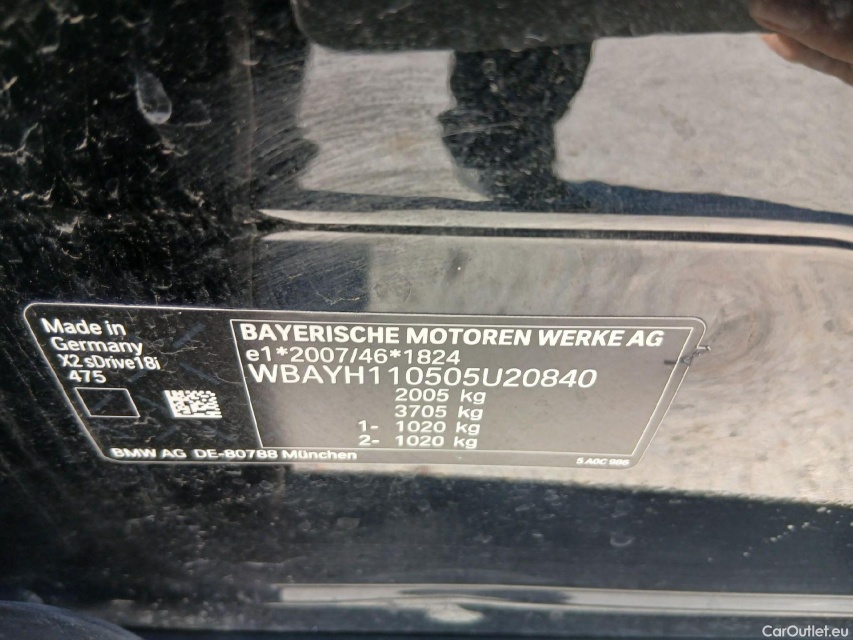 Made in
Germany
X2 sDrive18i
475
BAYERISCHE MOTOREN WERKE AG
e1*2007/46*1824
WBAYH110505U20840
2005 kg
3705 kg
1- 1020 kg
2- 1020 kg
BMW AG DE-80788 München
5 A0C 986
CarOutlet.eu